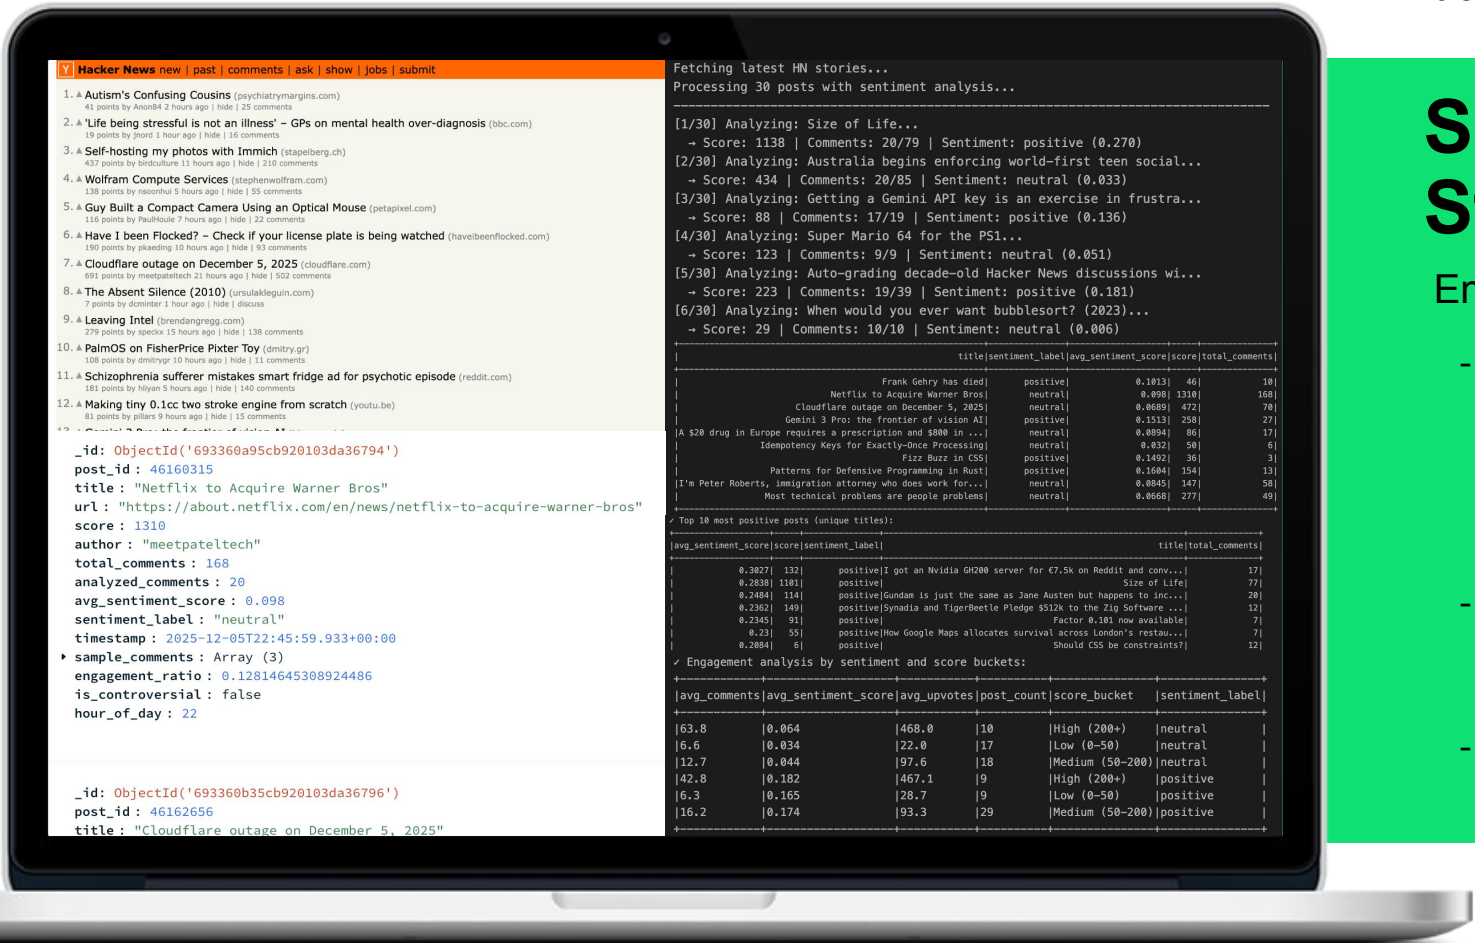 Y Hacker News new | past | comments | ask | show | jobs | submit
1. Autism's Confusing Cousins (psychiatrymargins.com)
41 points by Anon84 2 hours ago | hide | 25 comments
2. 'Life being stressful is not an illness' – GPs on mental health over-diagnosis (bbc.com)
19 points by jnord 1 hour ago | hide | 16 comments
3. Self-hosting my photos with Immich (stapelberg.ch)
437 points by birdculture 11 hours ago | hide | 210 comments
4. Wolfram Compute Services (stephenwolfram.com)
138 points by nsoonhui 5 hours ago | hide | 55 comments
5. Guy Built a Compact Camera Using an Optical Mouse (petapixel.com)
116 points by PaulHoule 7 hours ago | hide | 22 comments
6. Have I been Flocked? – Check if your license plate is being watched (haveibeenflocked.com)
190 points by pkaeding 10 hours ago | hide | 93 comments
7. Cloudflare outage on December 5, 2025 (cloudflare.com)
691 points by meetpateltech 21 hours ago | hide | 502 comments
8. The Absent Silence (2010) (ursulakleguin.com)
7 points by dcminter 1 hour ago | hide | discuss
9. Leaving Intel (brendangregg.com)
279 points by speckx 15 hours ago | hide | 138 comments
10. PalmOS on FisherPrice Pixter Toy (dmitry.gr)
108 points by dmitrygr 10 hours ago | hide | 11 comments
11. Schizophrenia sufferer mistakes smart fridge ad for psychotic episode (reddit.com)
181 points by hliyan 5 hours ago | hide | 140 comments
12. Making tiny 0.1cc two stroke engine from scratch (youtu.be)
81 points by pillars 9 hours ago | hide | 15 comments
_id: ObjectId('693360a95cb920103da36794')
post_id : 46160315
title : "Netflix to Acquire Warner Bros"
url : "https://about.netflix.com/en/news/netflix-to-acquire-warner-bros"
score : 1310
author : "meetpateltech"
total_comments : 168
analyzed_comments : 20
avg_sentiment_score : 0.098
sentiment_label : "neutral"
timestamp : 2025-12-05T22:45:59.933+00:00
sample_comments : Array (3)
engagement_ratio : 0.12814645308924486
is_controversial : false
hour_of_day : 22
_id: ObjectId('693360b35cb920103da36796')
post_id : 46162656
title : "Cloudflare outage on December 5, 2025"
Fetching latest HN stories...
Processing 30 posts with sentiment analysis...
[1/30] Analyzing: Size of Life...
→ Score: 1138 | Comments: 20/79 | Sentiment: positive (0.270)
[2/30] Analyzing: Australia begins enforcing world-first teen social...
→ Score: 434 | Comments: 20/85 | Sentiment: neutral (0.033)
[3/30] Analyzing: Getting a Gemini API key is an exercise in frustra...
→ Score: 88 | Comments: 17/19 | Sentiment: positive (0.136)
[4/30] Analyzing: Super Mario 64 for the PS1...
→ Score: 123 | Comments: 9/9 | Sentiment: neutral (0.051)
[5/30] Analyzing: Auto-grading decade-old Hacker News discussions wi...
→ Score: 223 | Comments: 19/39 | Sentiment: positive (0.181)
[6/30] Analyzing: When would you ever want bubblesort? (2023)...
→ Score: 29 | Comments: 10/10 | Sentiment: neutral (0.006)
| title|sentiment_label|avg_sentiment_score|score|total_comments|
| Frank Gehry has died| positive| 0.1013| 46| 10|
| Netflix to Acquire Warner Bros| neutral| 0.098| 1310| 168|
| Cloudflare outage on December 5, 2025| neutral| 0.0689| 472| 70|
| Gemini 3 Pro: the frontier of vision AI| positive| 0.1513| 258| 27|
|A $20 drug in Europe requires a prescription and $800 in ...| neutral| 0.0894| 86| 17|
| Idempotency Keys for Exactly-Once Processing| neutral| 0.032| 50| 6|
| Fizz Buzz in CSS| positive| 0.1492| 36| 3|
| Patterns for Defensive Programming in Rust| positive| 0.1604| 154| 13|
|I'm Peter Roberts, immigration attorney who does work for...| neutral| 0.0845| 147| 58|
| Most technical problems are people problems| neutral| 0.0668| 277| 49|
✓ Top 10 most positive posts (unique titles):
|avg_sentiment_score|score|sentiment_label| title|total_comments|
| 0.3027| 132| positive|I got an Nvidia GH200 server for €7.5k on Reddit and conv...| 17|
| 0.2838| 1101| positive| Size of Life| 77|
| 0.2484| 114| positive|Gundam is just the same as Jane Austen but happens to inc...| 20|
| 0.2362| 149| positive|Synadia and TigerBeetle Pledge $512k to the Zig Software ...| 12|
| 0.2345| 91| positive| Factor 0.101 now available| 7|
| 0.23| 55| positive|How Google Maps allocates survival across London's restau...| 7|
| 0.2084| 6| positive| Should CSS be constraints?| 12|
✓ Engagement analysis by sentiment and score buckets:
|avg_comments|avg_sentiment_score|avg_upvotes|post_count|score_bucket |sentiment_label|
|63.8 |0.064 |468.0 |10 |High (200+) |neutral |
|6.6 |0.034 |22.0 |17 |Low (0-50) |neutral |
|12.7 |0.044 |97.6 |18 |Medium (50-200)|neutral |
|42.8 |0.182 |467.1 |9 |High (200+) |positive |
|6.3 |0.165 |28.7 |9 |Low (0-50) |positive |
|16.2 |0.174 |93.3 |29 |Medium (50-200)|positive |
S
S
En
-
-
-